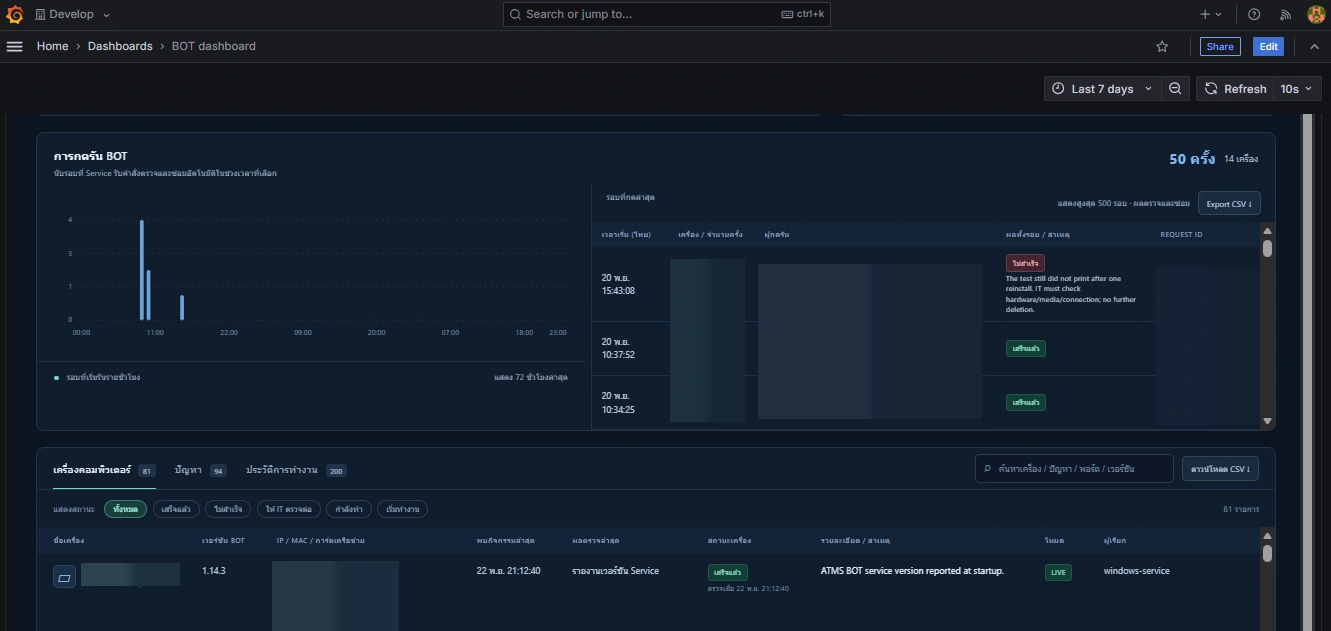 Develop
Search or jump to...
ctrl+k
Home › Dashboards › BOT dashboard
Share
Edit
Last 7 days
Refresh
10s
การกดรัน BOT
นับรอบที่ Service รับคำสั่งตรวจและซ่อมอัตโนมัติในช่วงเวลาที่เลือก
50 ครั้ง
14 เครื่อง
4
3
1
0
00:00
11:00
22:00
09:00
20:00
07:00
18:00
23:00
รอบที่เริ่มรันรายชั่วโมง
แสดง 72 ชั่วโมงล่าสุด
รอบที่กดล่าสุด
แสดงสูงสุด 500 รอบ · ผลตรวจและซ่อม
Export CSV ↓
เวลาเริ่ม (ไทย)
เครื่อง / จำนวนครั้ง
ผู้กดรัน
ผลทั้งรอบ / สาเหตุ
REQUEST ID
20 พ.ย.
15:43:08
ไม่สำเร็จ
The test still did not print after one
reinstall. IT must check
hardware/media/connection; no further
deletion.
20 พ.ย.
10:37:52
เสร็จแล้ว
20 พ.ย.
10:34:25
เสร็จแล้ว
เครื่องคอมพิวเตอร์ 81
ปัญหา 94
ประวัติการทำงาน 200
ค้นหาเครื่อง / ปัญหา / พอร์ต / เวอร์ชัน
ดาวน์โหลด CSV ↓
แสดงสถานะ
ทั้งหมด
เสร็จแล้ว
ไม่สำเร็จ
ให้ IT ตรวจต่อ
กำลังทำ
เริ่มทำงาน
81 รายการ
ชื่อเครื่อง
เวอร์ชัน BOT
IP / MAC / การ์ดเครือข่าย
พบกิจกรรมล่าสุด
ผลตรวจล่าสุด
สถานะเครื่อง
รายละเอียด / สาเหตุ
โหมด
ผู้เรียก
1.14.3
22 พ.ย. 21:12:40
รายงานเวอร์ชัน Service
เสร็จแล้ว
ตรวจเมื่อ 22 พ.ย. 21:12:40
ATMS BOT service version reported at startup.
LIVE
windows-service